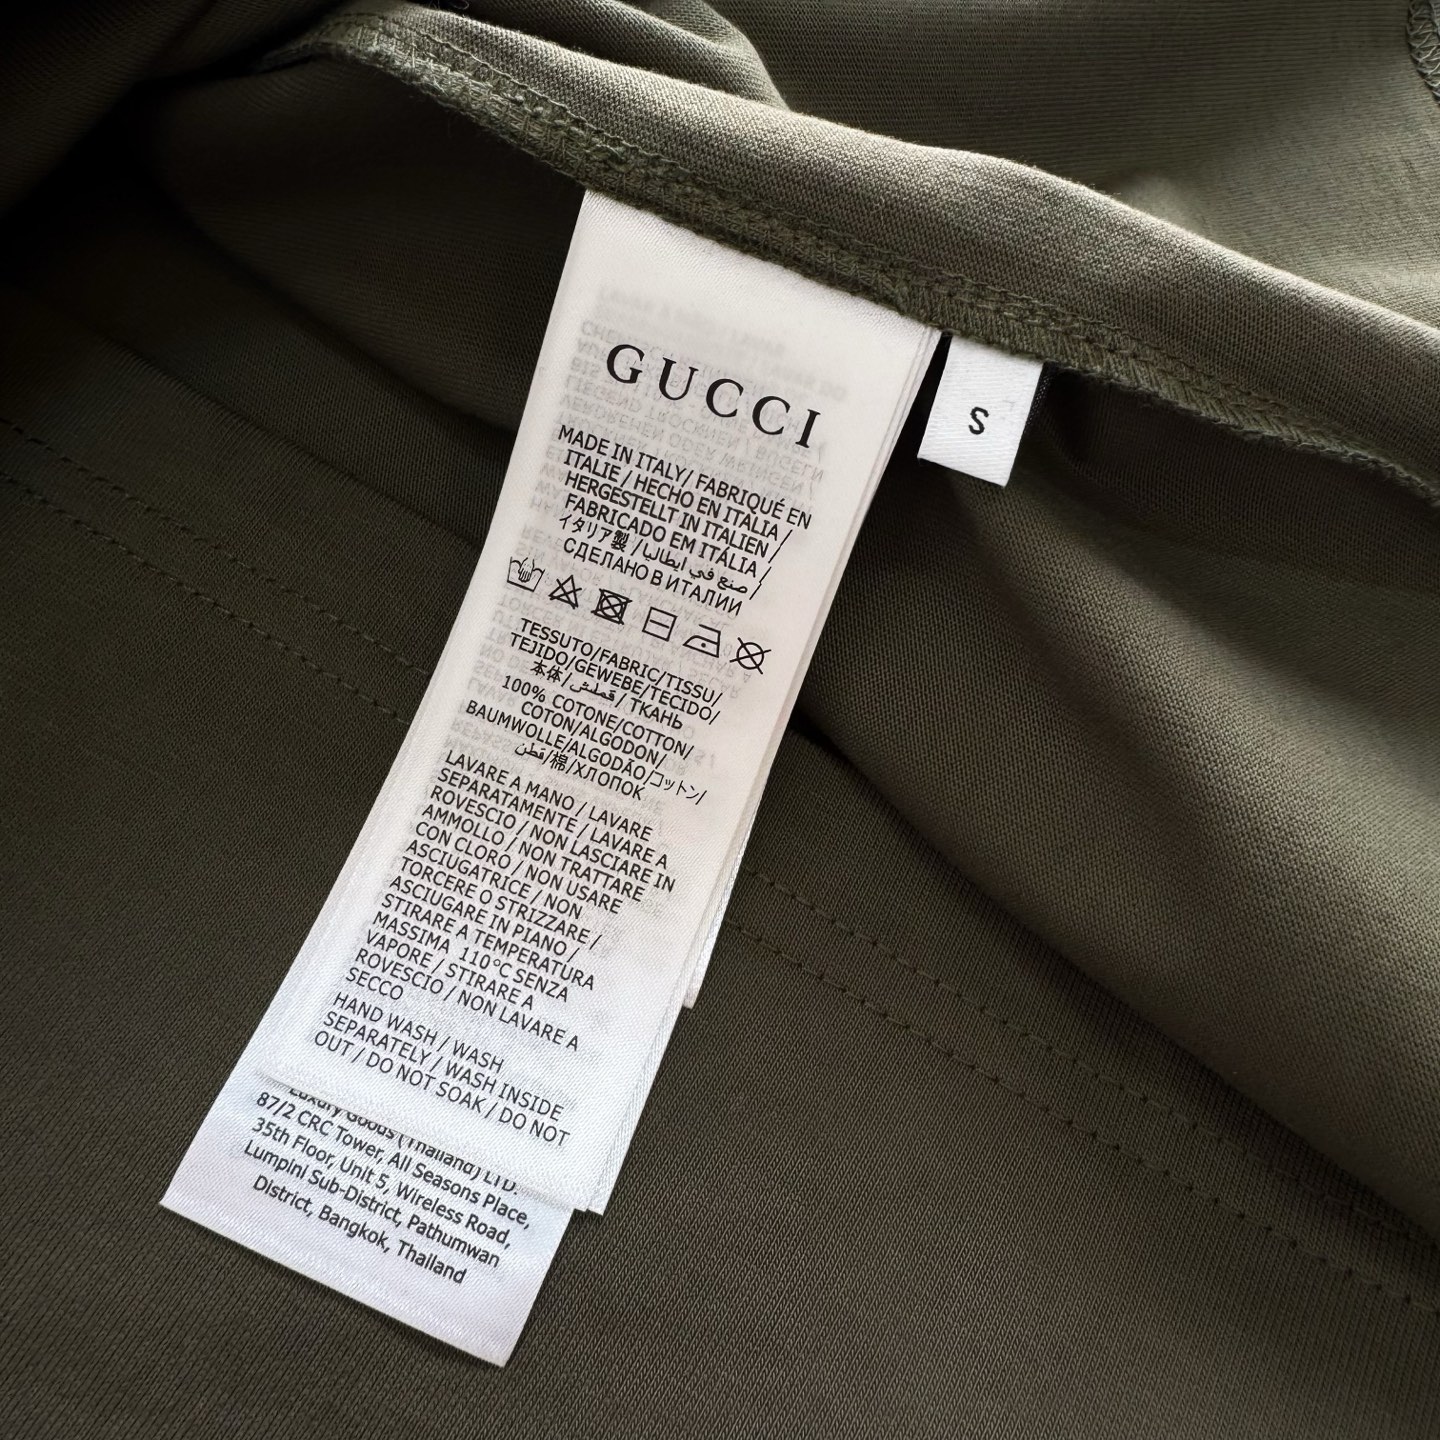 GUCCI
MADE IN ITALY/ FABRIQUÉ EN
ITALIE / HECHO EN ITALIA /
HERGESTELLT IN ITALIEN /
FABRICADO EM ITÁLIA /
イタリア製 / صنع في ايطاليا /
СДЕЛАНО В ИТАЛИИ
TESSUTO/FABRIC/TISSU/
TEJIDO/GEWEBE/TECIDO/
本体/ قماش / ТКАНЬ
100% COTONE/COTTON/
COTON/ALGODON/
BAUMWOLLE/ALGODÃO/コットン/
قطن/棉/ХЛОПОК
LAVARE A MANO / LAVARE
SEPARATAMENTE / LAVARE A
ROVESCIO / NON LASCIARE IN
AMMOLLO / NON TRATTARE
CON CLORO / NON USARE
ASCIUGATRICE / NON
TORCERE O STRIZZARE /
ASCIUGARE IN PIANO /
STIRARE A TEMPERATURA
MASSIMA 110°C SENZA
VAPORE / STIRARE A
ROVESCIO / NON LAVARE A
SECCO
HAND WASH / WASH
SEPARATELY / WASH INSIDE
OUT / DO NOT SOAK / DO NOT
Luxury Goods (Thailand) LTD.
87/2 CRC Tower, All Seasons Place,
35th Floor, Unit 5, Wireless Road,
Lumpini Sub-District, Pathumwan
District, Bangkok, Thailand
S